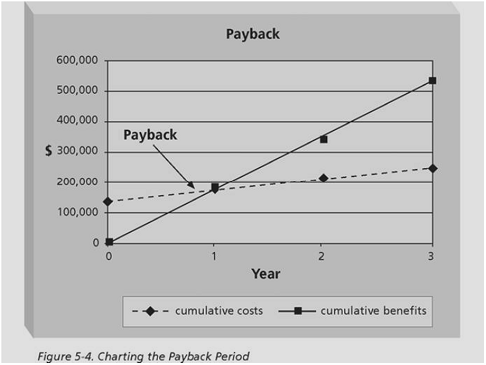 Payback
600,000
500,000
400,000
Payback
$ 300,000
200,000
100,000
0
0 1 2 3
Year
cumulative costs cumulative benefits
Figure 5-4. Charting the Payback Period